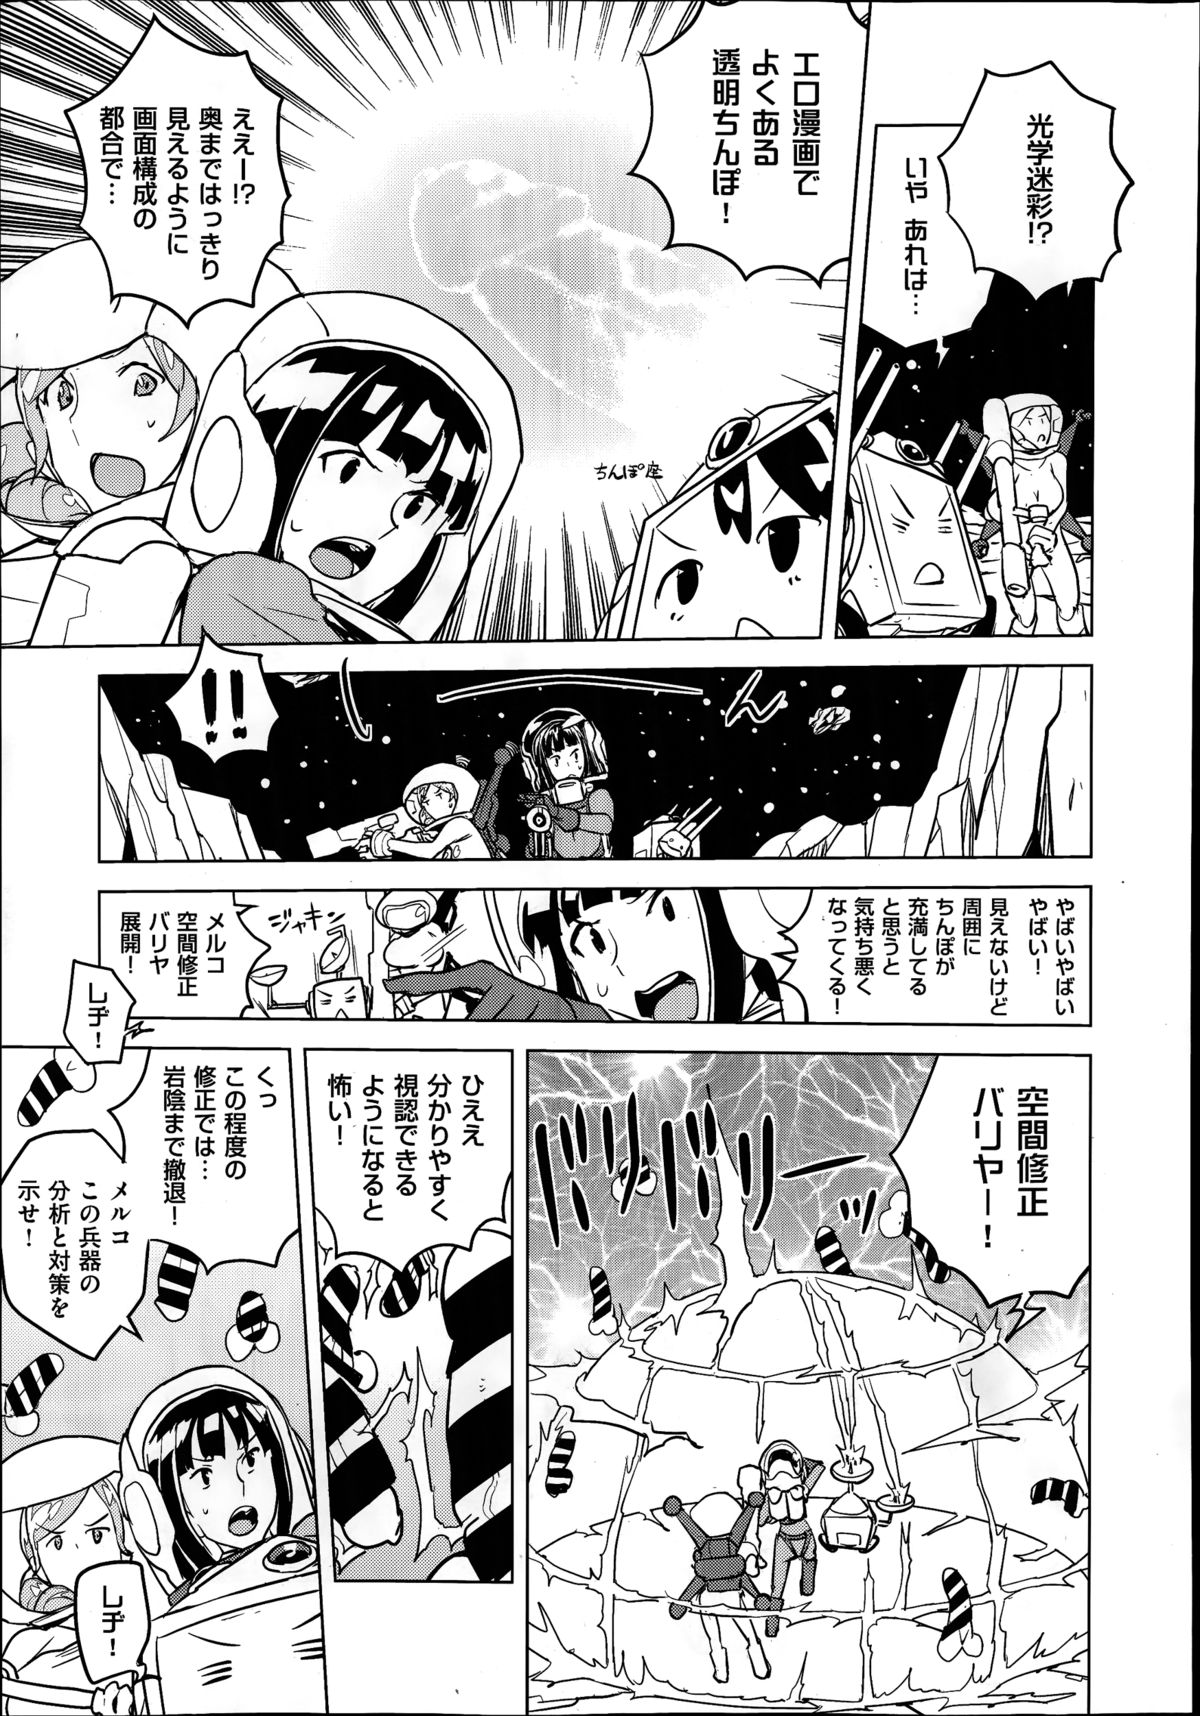 光学迷彩!?
いや あれは…
エロ漫画で
よくある
透明ちんぽ！
ええー!?
奥まではっきり
見えるように
画面構成の
都合で…
ちんぽ座
ん
!!
やばいやばい
やばい！
見えないけど
周囲に
ちんぽが
充満してる
と思うと
気持ち悪く
なってくる！
ジャキン
メルコ
空間修正
バリヤ
展開！
レヂ！
空間修正
バリヤー！
ドリドリー
ひええ
分かりやすく
視認できる
ようになると
怖い！
くっ
この程度の
修正では…
岩陰まで撤退！
メルコ
この兵器の
分析と対策を
示せ！
レヂ！